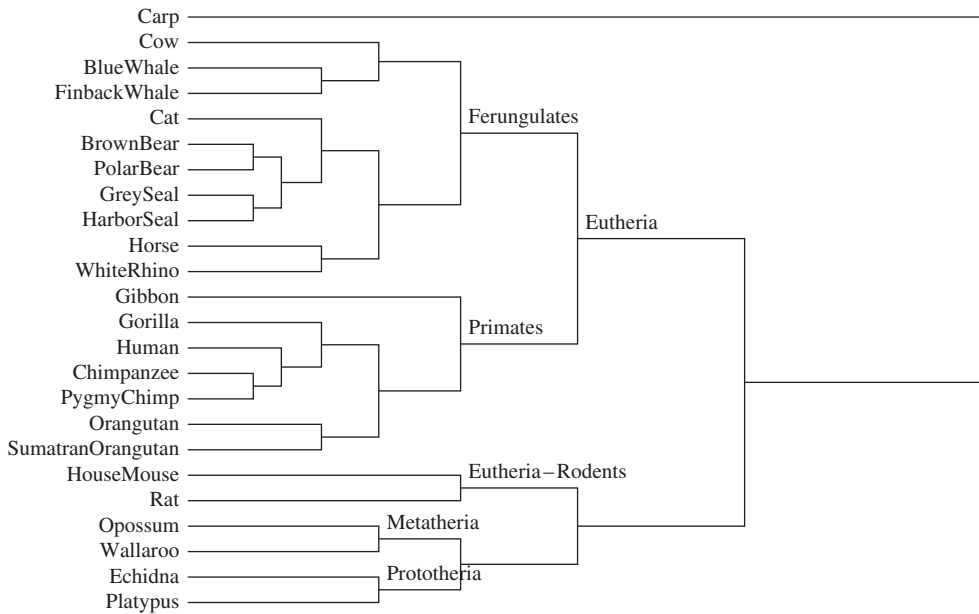 Carp
Cow
BlueWhale
FinbackWhale
Cat
Ferungulates
BrownBear
PolarBear
GreySeal
HarborSeal
Eutheria
Horse
WhiteRhino
Gibbon
Gorilla
Primates
Human
Chimpanzee
PygmyChimp
Orangutan
SumatranOrangutan
HouseMouse
Eutheria–Rodents
Rat
Opossum
Metatheria
Wallaroo
Echidna
Prototheria
Platypus